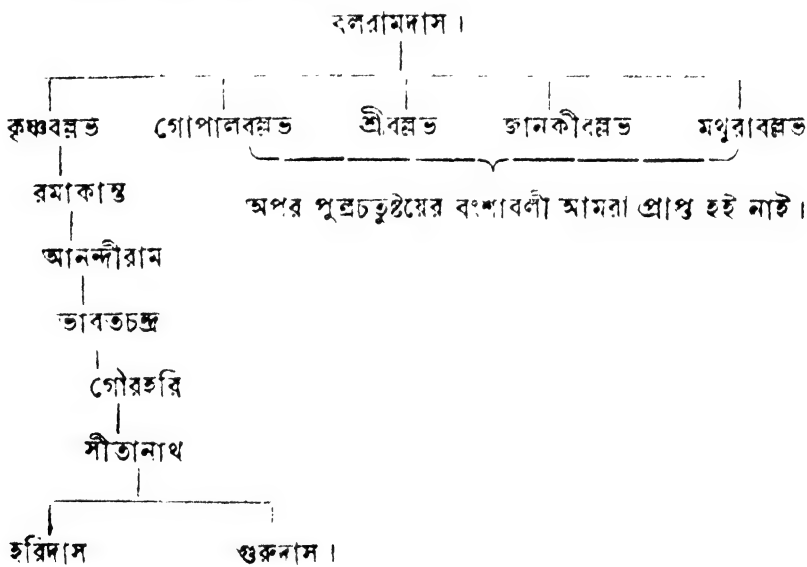 বলরামদাস ।
কৃষ্ণবল্লভ গোপালবল্লভ শ্রীবল্লভ জানকীবল্লভ মথুরাবল্লভ
রমাকান্ত
অপর পুত্রচতুষ্টয়ের বংশাবলী আমরা প্রাপ্ত হই নাই ।
আনন্দীরাম
ভাবতচন্দ্র
গৌরহরি
সীতানাথ
হরিদাস গুরুদাস ।